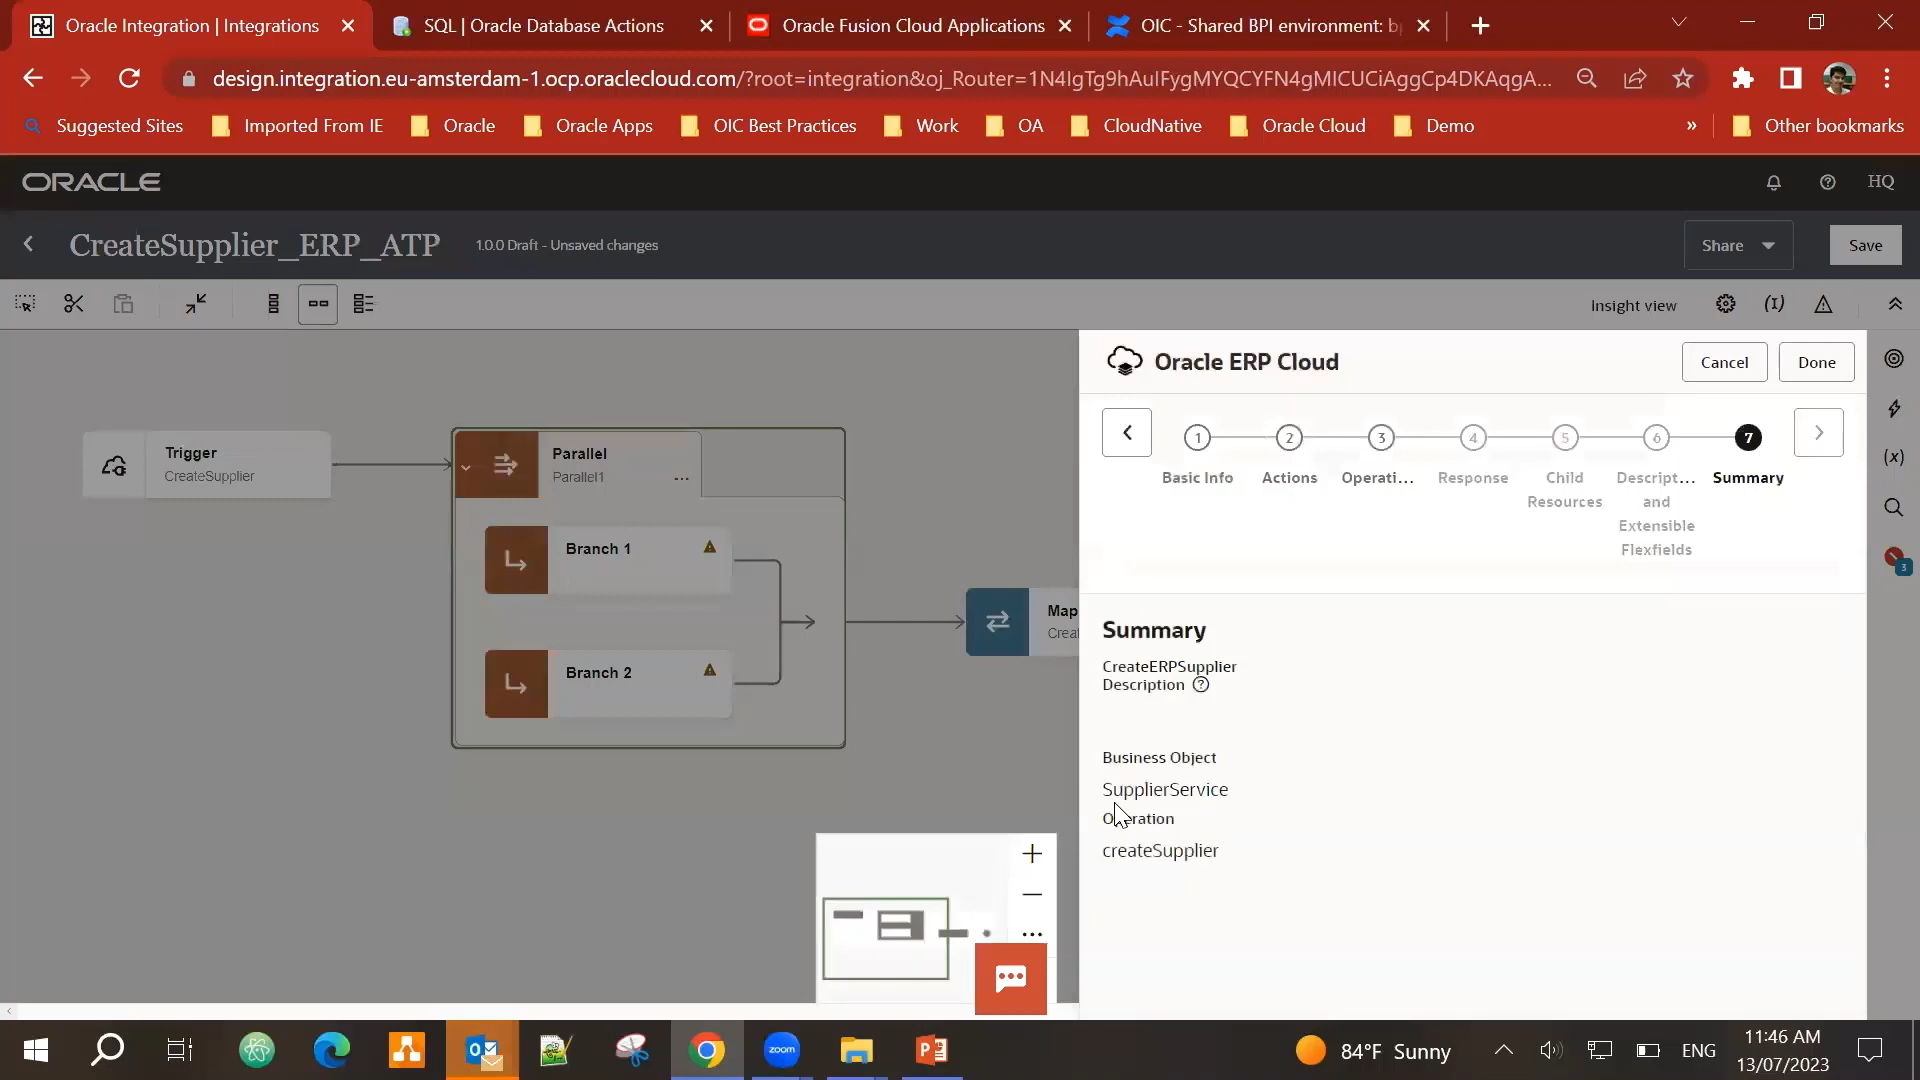 Oracle Integration | Integrations
SQL | Oracle Database Actions
Oracle Fusion Cloud Applications
OIC - Shared BPI environment: b
design.integration.eu-amsterdam-1.ocp.oraclecloud.com/?root=integration&oj_Router=1N4IgTg9hAuIFygMYQCYFN4gMICUCiAggCp4DKAqgA...
Suggested Sites
Imported From IE
Oracle
Oracle Apps
OIC Best Practices
Work
OA
CloudNative
Oracle Cloud
Demo
»
Other bookmarks
ORACLE
HQ
CreateSupplier_ERP_ATP
1.0.0 Draft - Unsaved changes
Share
Save
Insight view
(I)
Trigger
CreateSupplier
Parallel
Parallel1
...
Branch 1
Branch 2
Map
Creat
Oracle ERP Cloud
Cancel
Done
1
2
3
4
5
6
7
Basic Info
Actions
Operati...
Response
Child
Resources
Descript...
and
Extensible
Flexfields
Summary
(x)
3
Summary
CreateERPSupplier
Description
Business Object
SupplierService
Operation
createSupplier
zoom
84°F Sunny
ENG
11:46 AM
13/07/2023